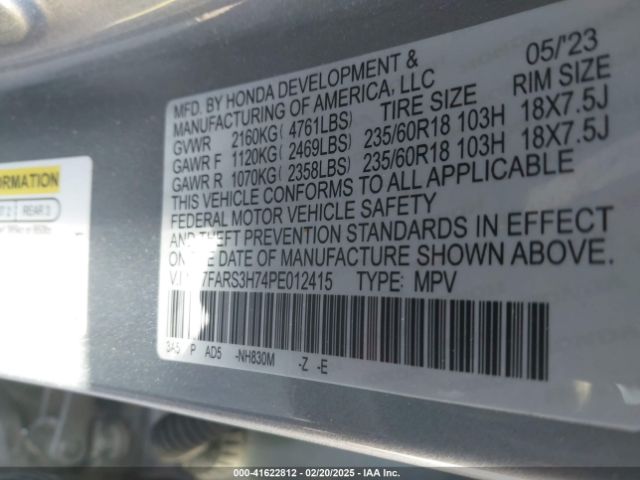 MFD. BY HONDA DEVELOPMENT & 05/'23
MANUFACTURING OF AMERICA, LLC
TIRE SIZE RIM SIZE
GVWR 2160KG( 4761LBS)
GAWR F 1120KG( 2469LBS) 235/60R18 103H 18X7.5J
GAWR R 1070KG( 2358LBS) 235/60R18 103H 18X7.5J
THIS VEHICLE CONFORMS TO ALL APPLICABLE
FEDERAL MOTOR VEHICLE SAFETY
AND THEFT PREVENTION STANDARDS IN EFFECT
ON THE DATE OF MANUFACTURE SHOWN ABOVE.
7FARS3H74PE012415 TYPE: MPV
3A5 P AD5 -NH830M -Z -E
REAR 3
000-41622812 - 02/20/2025 - IAA Inc.